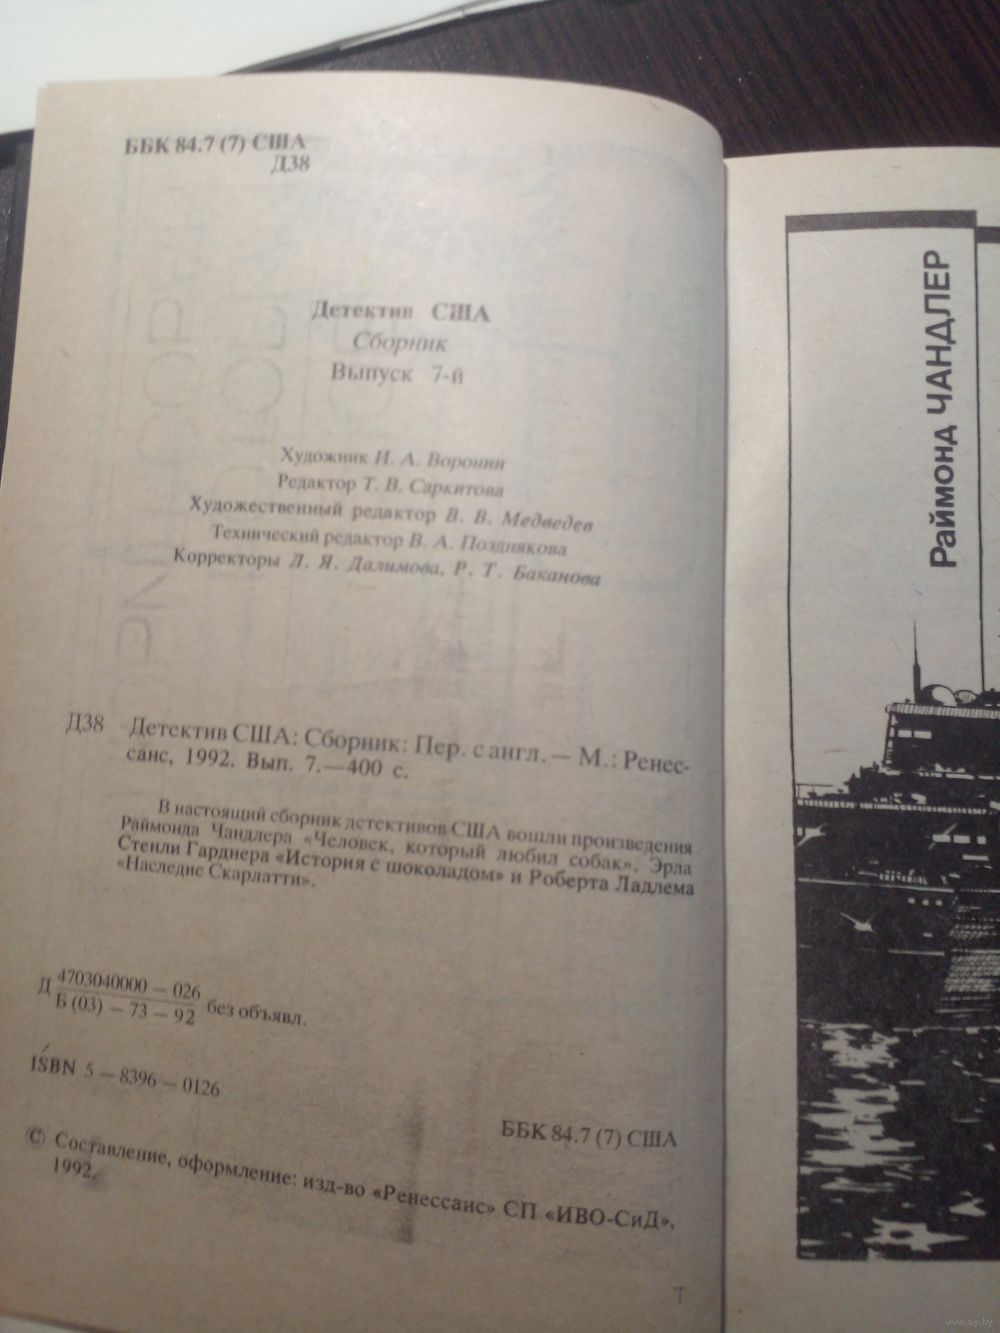 ББК 84.7 (7) США
Д38
Детектив США
Сборник
Выпуск 7-й
Художник И. А. Воронин
Редактор Т. В. Саркитова
Художественный редактор В. В. Медведев
Технический редактор В. А. Позднякова
Корректоры Л. Я. Далимова, Р. Т. Баканова
Д38 Детектив США: Сборник: Пер. с англ. — М.: Ренес-
санс, 1992. Вып. 7.—400 с.
В настоящий сборник детективов США вошли произведения
Раймонда Чандлера «Человек, который любил собак», Эрла
Стенли Гарднера «История с шоколадом» и Роберта Ладлема
«Наследие Скарлатти».
Д 4703040000 — 026
Б (03) — 73 — 92 без объявл.
ISBN 5 — 8396 — 0126
ББК 84.7 (7) США
© Составление, оформление: изд-во «Ренессанс» СП «ИВО-СиД»,
1992.
Т
Раймонд ЧАНДЛЕР
www.ay.by